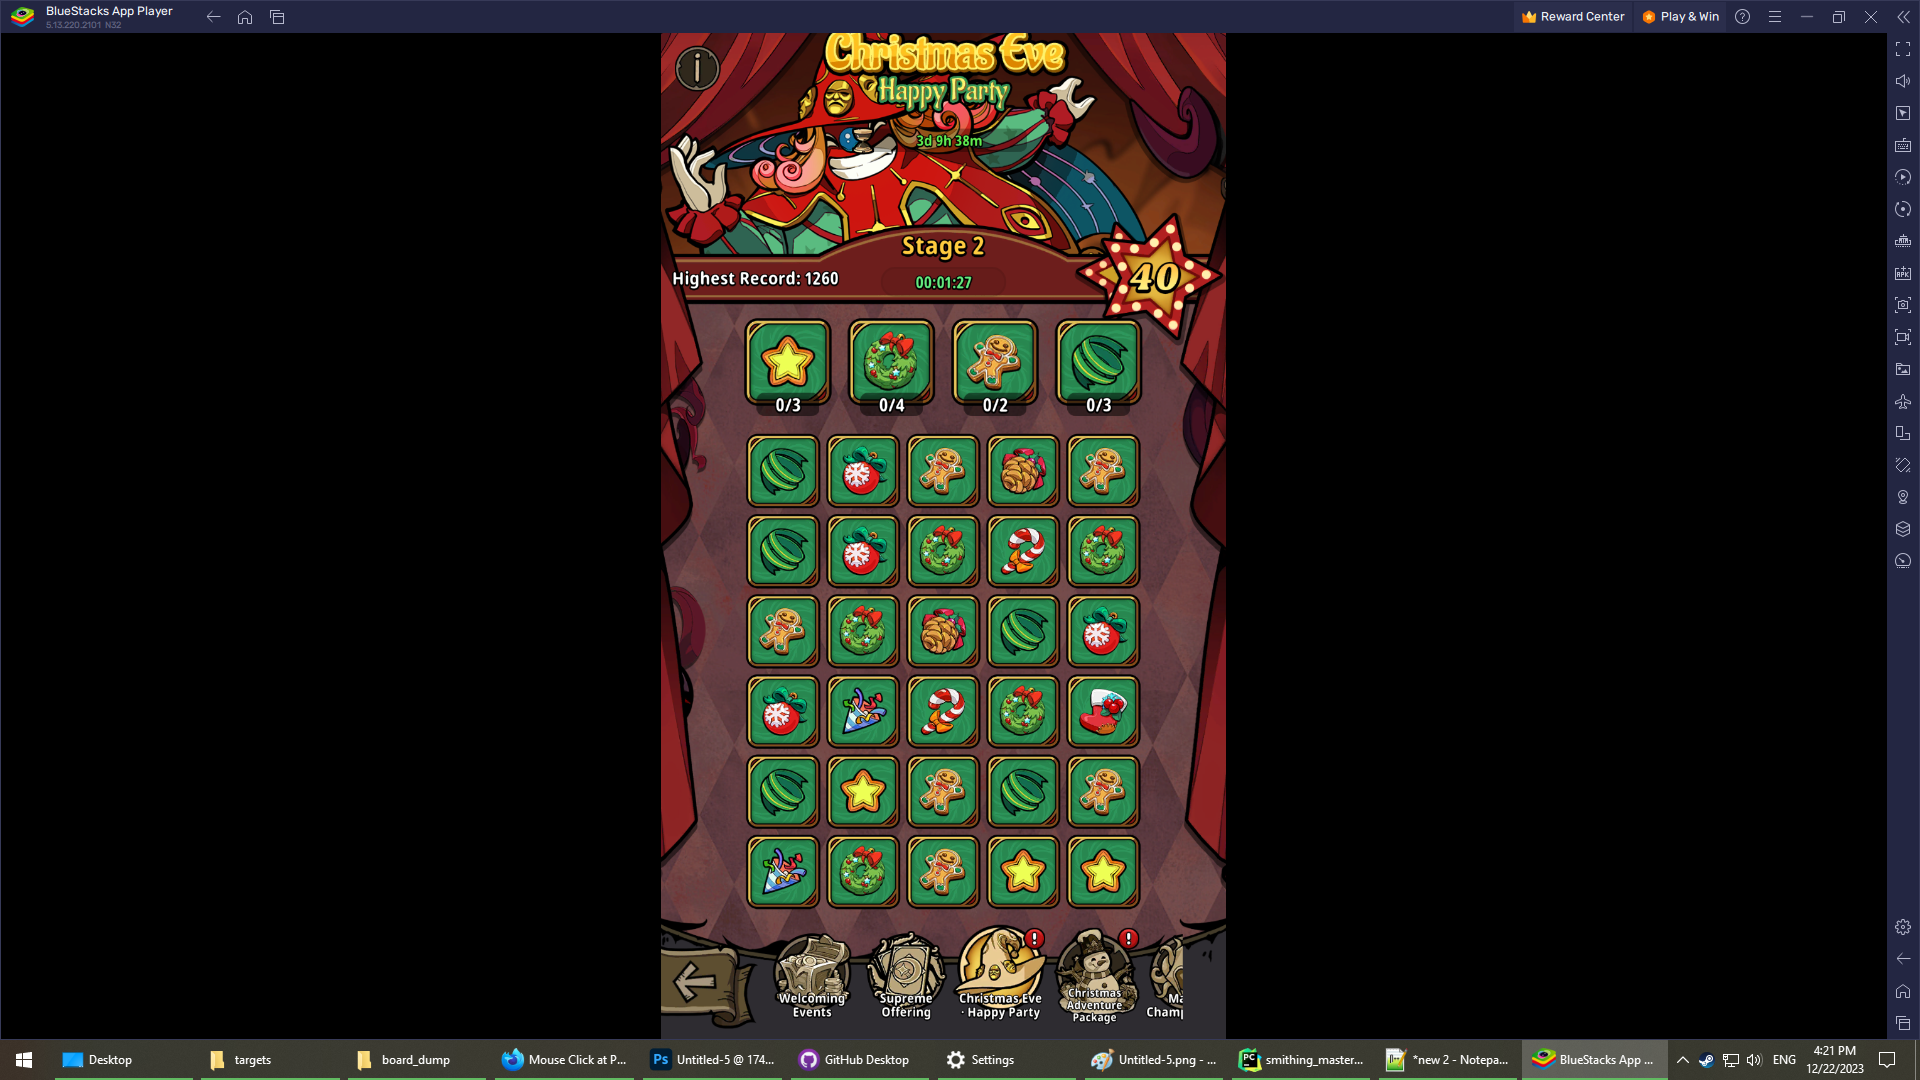 BlueStacks App Player
5.13.220.2101 N32
Reward Center
Play & Win
Christmas Eve
Happy Party
3d 9h 38m
Stage 2
Highest Record: 1260
00:01:27
40
0/3
0/4
0/2
0/3
Welcoming
Events
Supreme
Offering
Christmas Eve
· Happy Party
Christmas
Adventure
Package
Ma
Champ
Desktop
targets
board_dump
Mouse Click at P...
Untitled-5 @ 174...
GitHub Desktop
Settings
Untitled-5.png - ...
smithing_master...
*new 2 - Notepa...
BlueStacks App ...
ENG
4:21 PM
12/22/2023